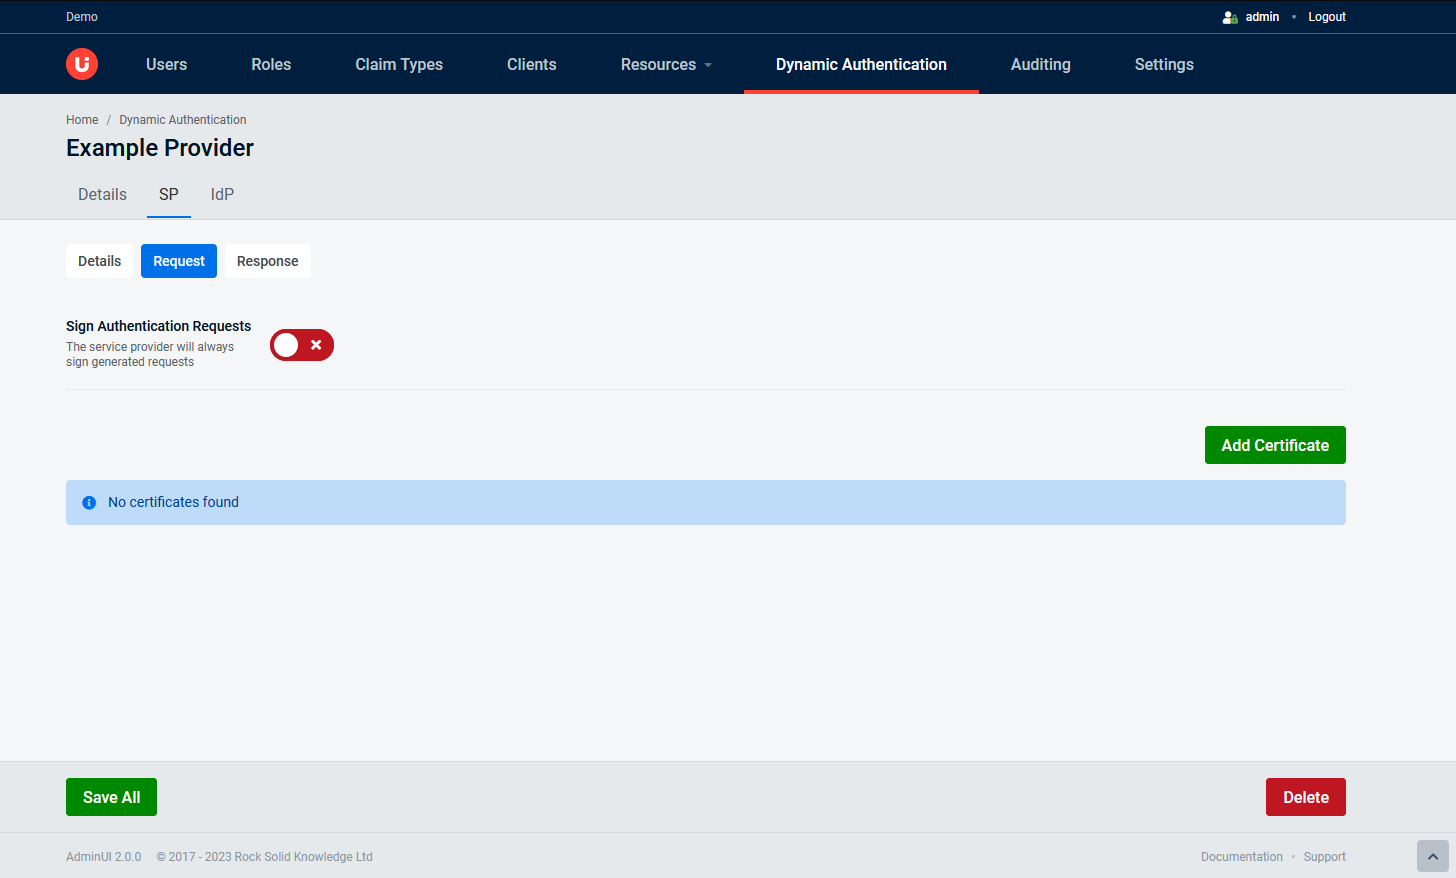 Demo
admin • Logout
Users Roles Claim Types Clients Resources Dynamic Authentication Auditing Settings
Home / Dynamic Authentication
Example Provider
Details SP IdP
Details Request Response
Sign Authentication Requests
The service provider will always
sign generated requests
Add Certificate
No certificates found
Save All Delete
AdminUI 2.0.0 © 2017 - 2023 Rock Solid Knowledge Ltd
Documentation • Support